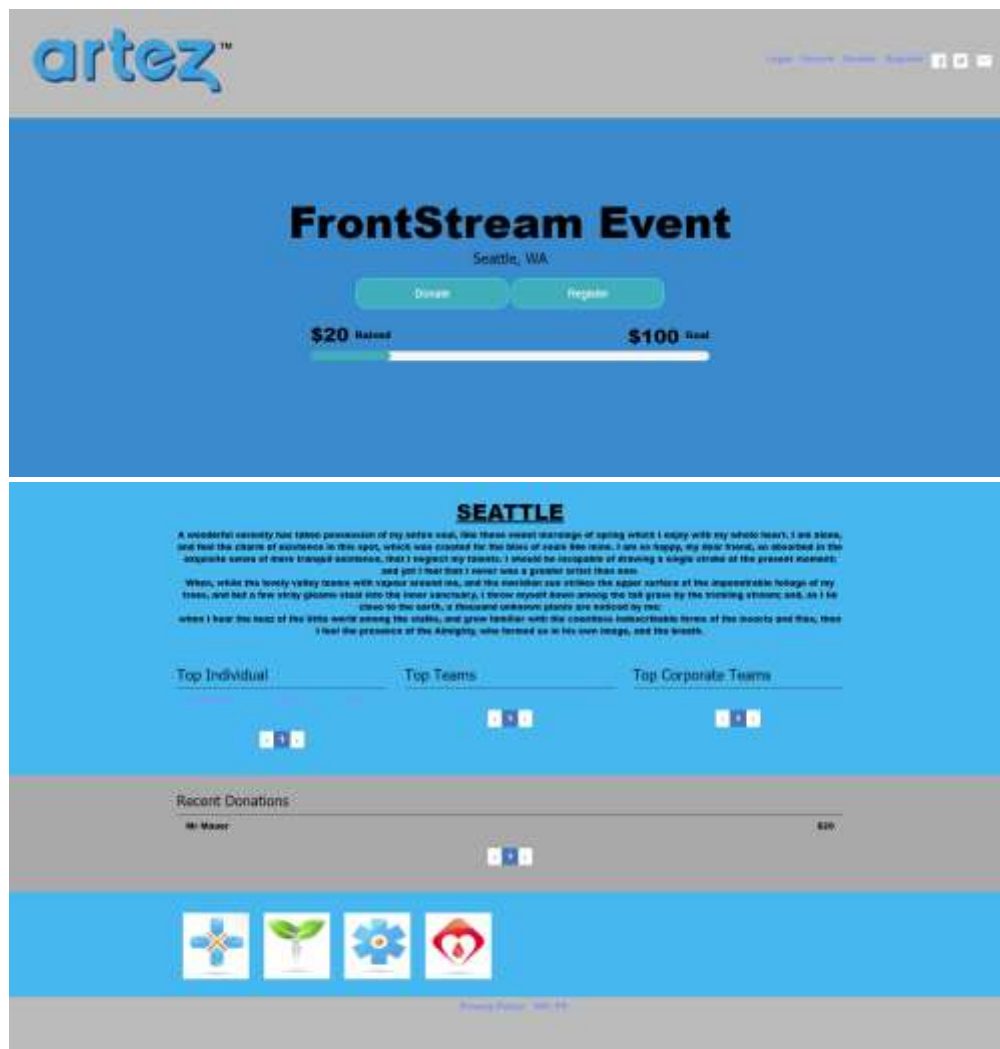 artez™
FrontStream Event
Seattle, WA
Donate Register
$20 Raised $100 Goal
SEATTLE
A wonderful serenity has taken possession of my entire soul, like these sweet mornings of spring which I enjoy with my whole heart. I am alone,
and feel the charm of existence in this spot, which was created for the bliss of souls like mine. I am so happy, my dear friend, so absorbed in the
exquisite sense of mere tranquil existence, that I neglect my talents. I should be incapable of drawing a single stroke at the present moment;
and yet I feel that I never was a greater artist than now.
When, while the lovely valley teems with vapour around me, and the meridian sun strikes the upper surface of the impenetrable foliage of my
trees, and but a few stray gleams steal into the inner sanctuary, I throw myself down among the tall grass by the trickling stream; and, as I lie
close to the earth, a thousand unknown plants are noticed by me:
when I hear the buzz of the little world among the stalks, and grow familiar with the countless indescribable forms of the insects and flies, then
I feel the presence of the Almighty, who formed us in his own image, and the breath.
Top Individual Top Teams Top Corporate Teams
Recent Donations
Mr Mauer $20
Privacy Policy